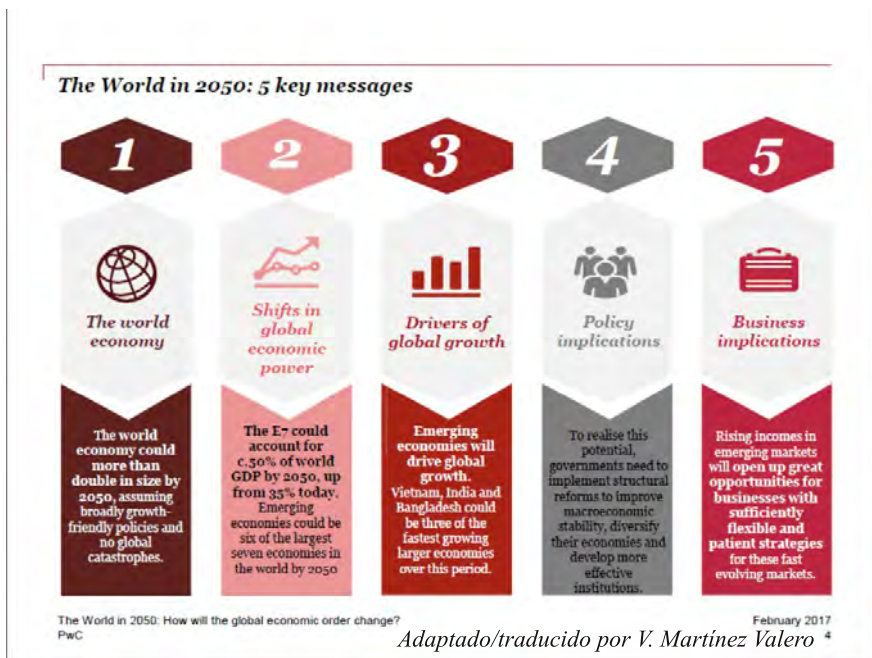 The World in 2050: 5 key messages
1
The world
economy
The world
economy could
more than
double in size by
2050, assuming
broadly growth-
friendly policies and
no global
catastrophes.
2
Shifts in
global
economic
power
The E7 could
account for
c.50% of world
GDP by 2050, up
from 35% today.
Emerging
economies could be
six of the largest
seven economies in
the world by 2050
3
Drivers of
global growth
Emerging
economies will
drive global
growth.
Vietnam, India and
Bangladesh could
be three of the
fastest growing
larger economies
over this period.
4
Policy
implications
To realise this
potential,
governments need to
implement structural
reforms to improve
macroeconomic
stability, diversify
their economies and
develop more
effective
institutions.
5
Business
implications
Rising incomes in
emerging markets
will open up great
opportunities for
businesses with
sufficiently
flexible and
patient strategies
for these fast
evolving markets.
The World in 2050: How will the global economic order change?
PwC
February 2017
4
Adaptado/traducido por V. Martínez Valero